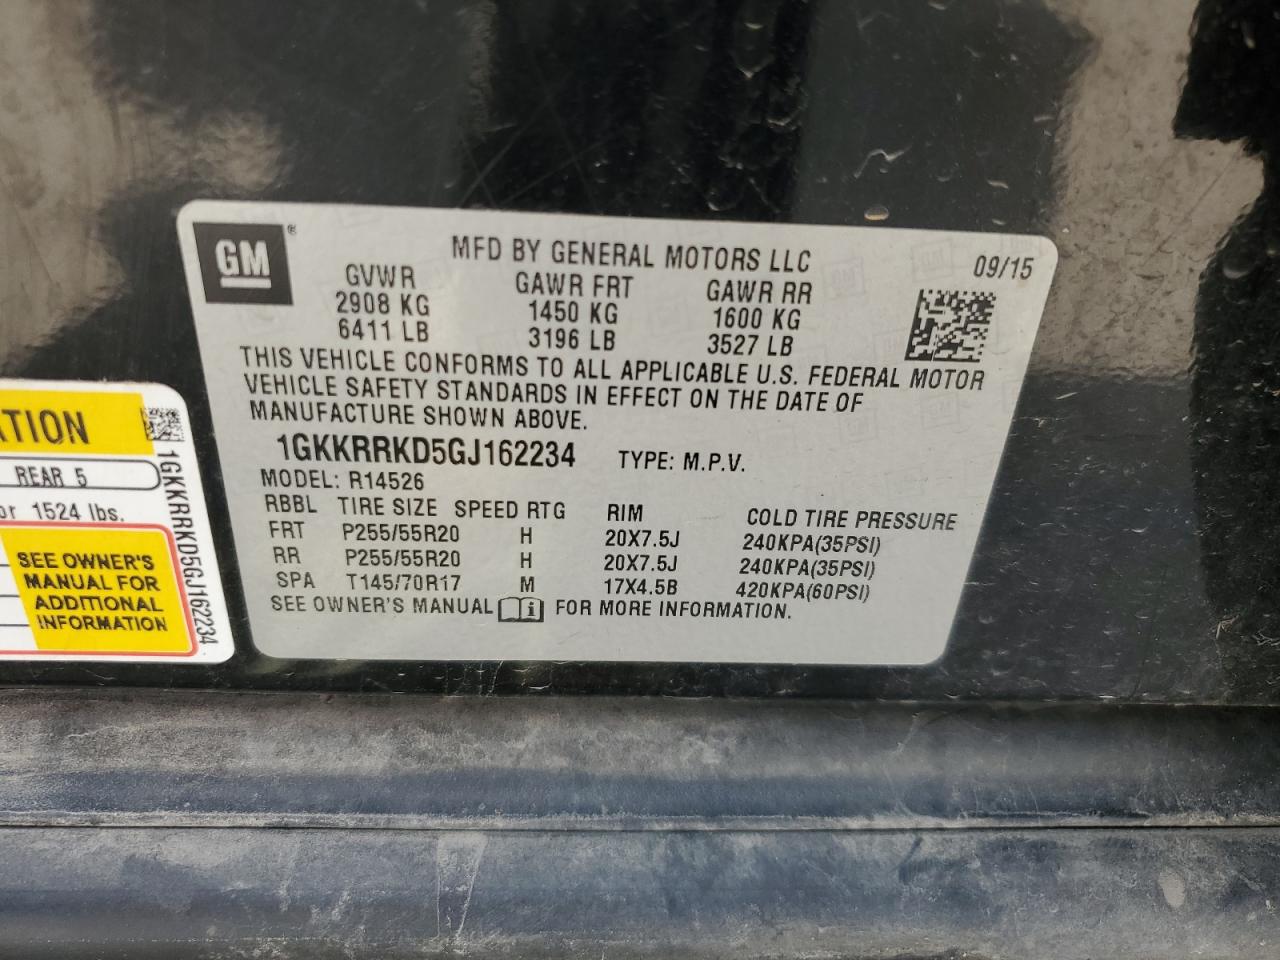 GM ®
MFD BY GENERAL MOTORS LLC
09/15
GVWR GAWR FRT GAWR RR
2908 KG 1450 KG 1600 KG
6411 LB 3196 LB 3527 LB
THIS VEHICLE CONFORMS TO ALL APPLICABLE U.S. FEDERAL MOTOR
VEHICLE SAFETY STANDARDS IN EFFECT ON THE DATE OF
MANUFACTURE SHOWN ABOVE.
1GKKRRKD5GJ162234 TYPE: M.P.V.
MODEL: R14526
RBBL TIRE SIZE SPEED RTG RIM COLD TIRE PRESSURE
FRT P255/55R20 H 20X7.5J 240KPA(35PSI)
RR P255/55R20 H 20X7.5J 240KPA(35PSI)
SPA T145/70R17 M 17X4.5B 420KPA(60PSI)
SEE OWNER'S MANUAL FOR MORE INFORMATION.
ATION
REAR 5
or 1524 lbs.
SEE OWNER'S
MANUAL FOR
ADDITIONAL
INFORMATION
1GKKRRKD5GJ162234